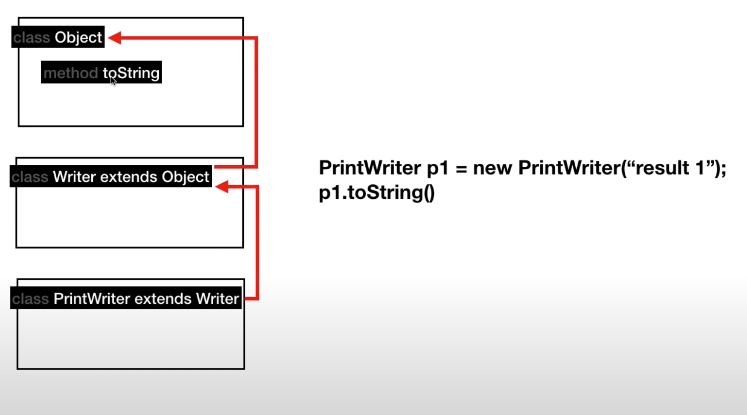 class Object
method toString
class Writer extends Object
class PrintWriter extends Writer
PrintWriter p1 = new PrintWriter(“result 1”);
p1.toString()